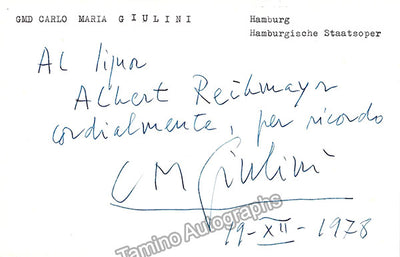 GMD CARLO MARIA GIULINI
Hamburg
Hamburgische Staatsoper
Al Signor
Albert Reihmayr
cordialmente, per ricordo
CM Giulini
19-XII-1978
Tamino Autographs